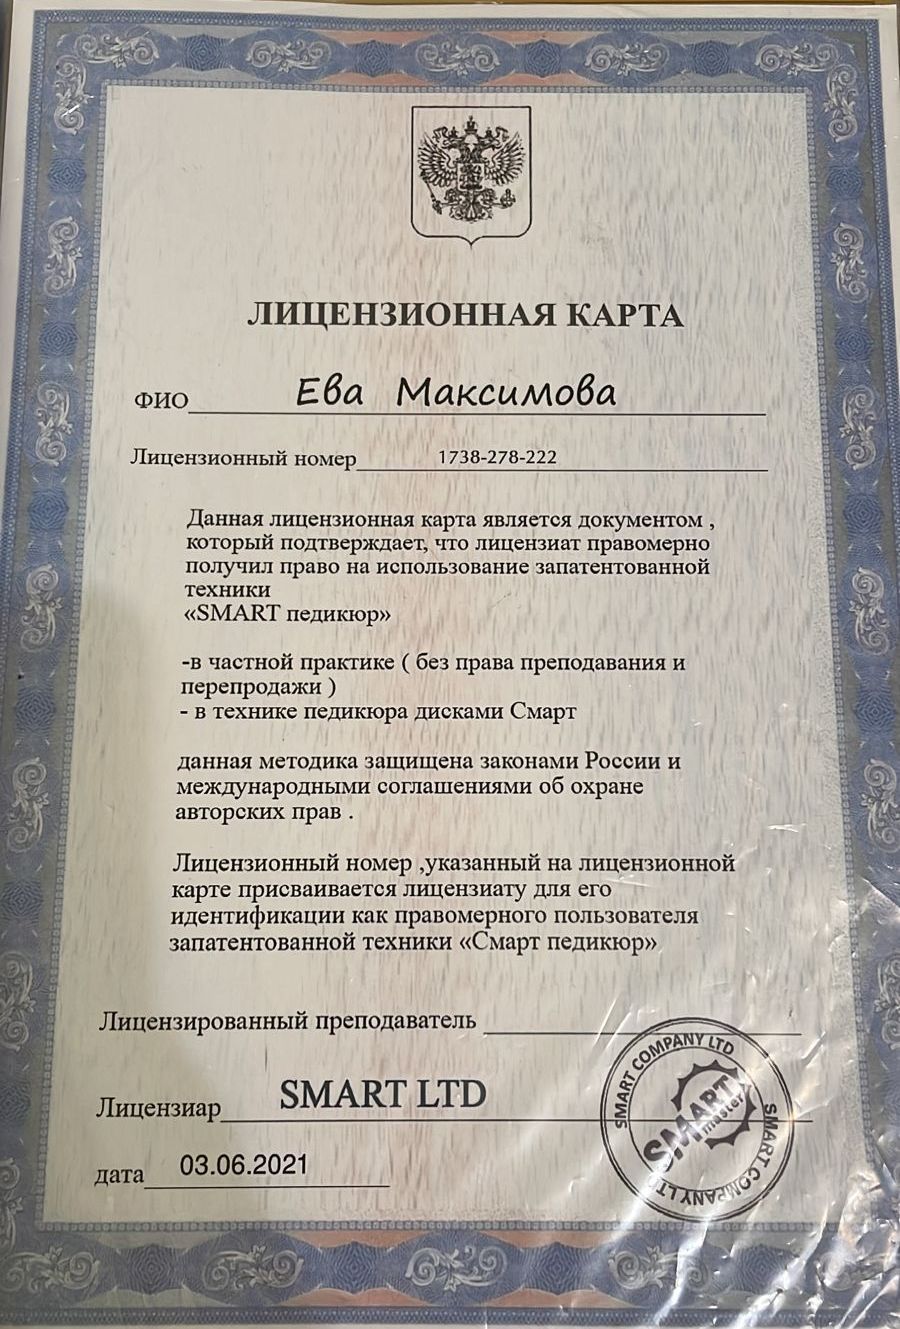 ЛИЦЕНЗИОННАЯ КАРТА
ФИО Ева Максимова
Лицензионный номер 1738-278-222
Данная лицензионная карта является документом ,
который подтверждает, что лицензиат правомерно
получил право на использование запатентованной
техники
«SMART педикюр»
-в частной практике ( без права преподавания и
перепродажи )
- в технике педикюра дисками Смарт
данная методика защищена законами России и
международными соглашениями об охране
авторских прав .
Лицензионный номер ,указанный на лицензионной
карте присваивается лицензиату для его
идентификации как правомерного пользователя
запатентованной техники «Смарт педикюр»
Лицензированный преподаватель
Лицензиар SMART LTD
дата 03.06.2021
SMART COMPANY LTD
SMART COMPANY LTD
SMART
master